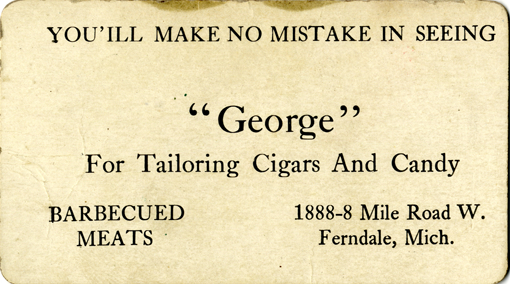 YOU'ILL MAKE NO MISTAKE IN SEEING
"George"
For Tailoring Cigars And Candy
BARBECUED
MEATS
1888-8 Mile Road W.
Ferndale, Mich.